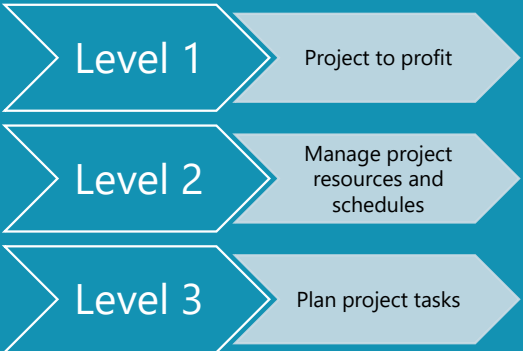 Level 1
Project to profit
Level 2
Manage project
resources and
schedules
Level 3
Plan project tasks